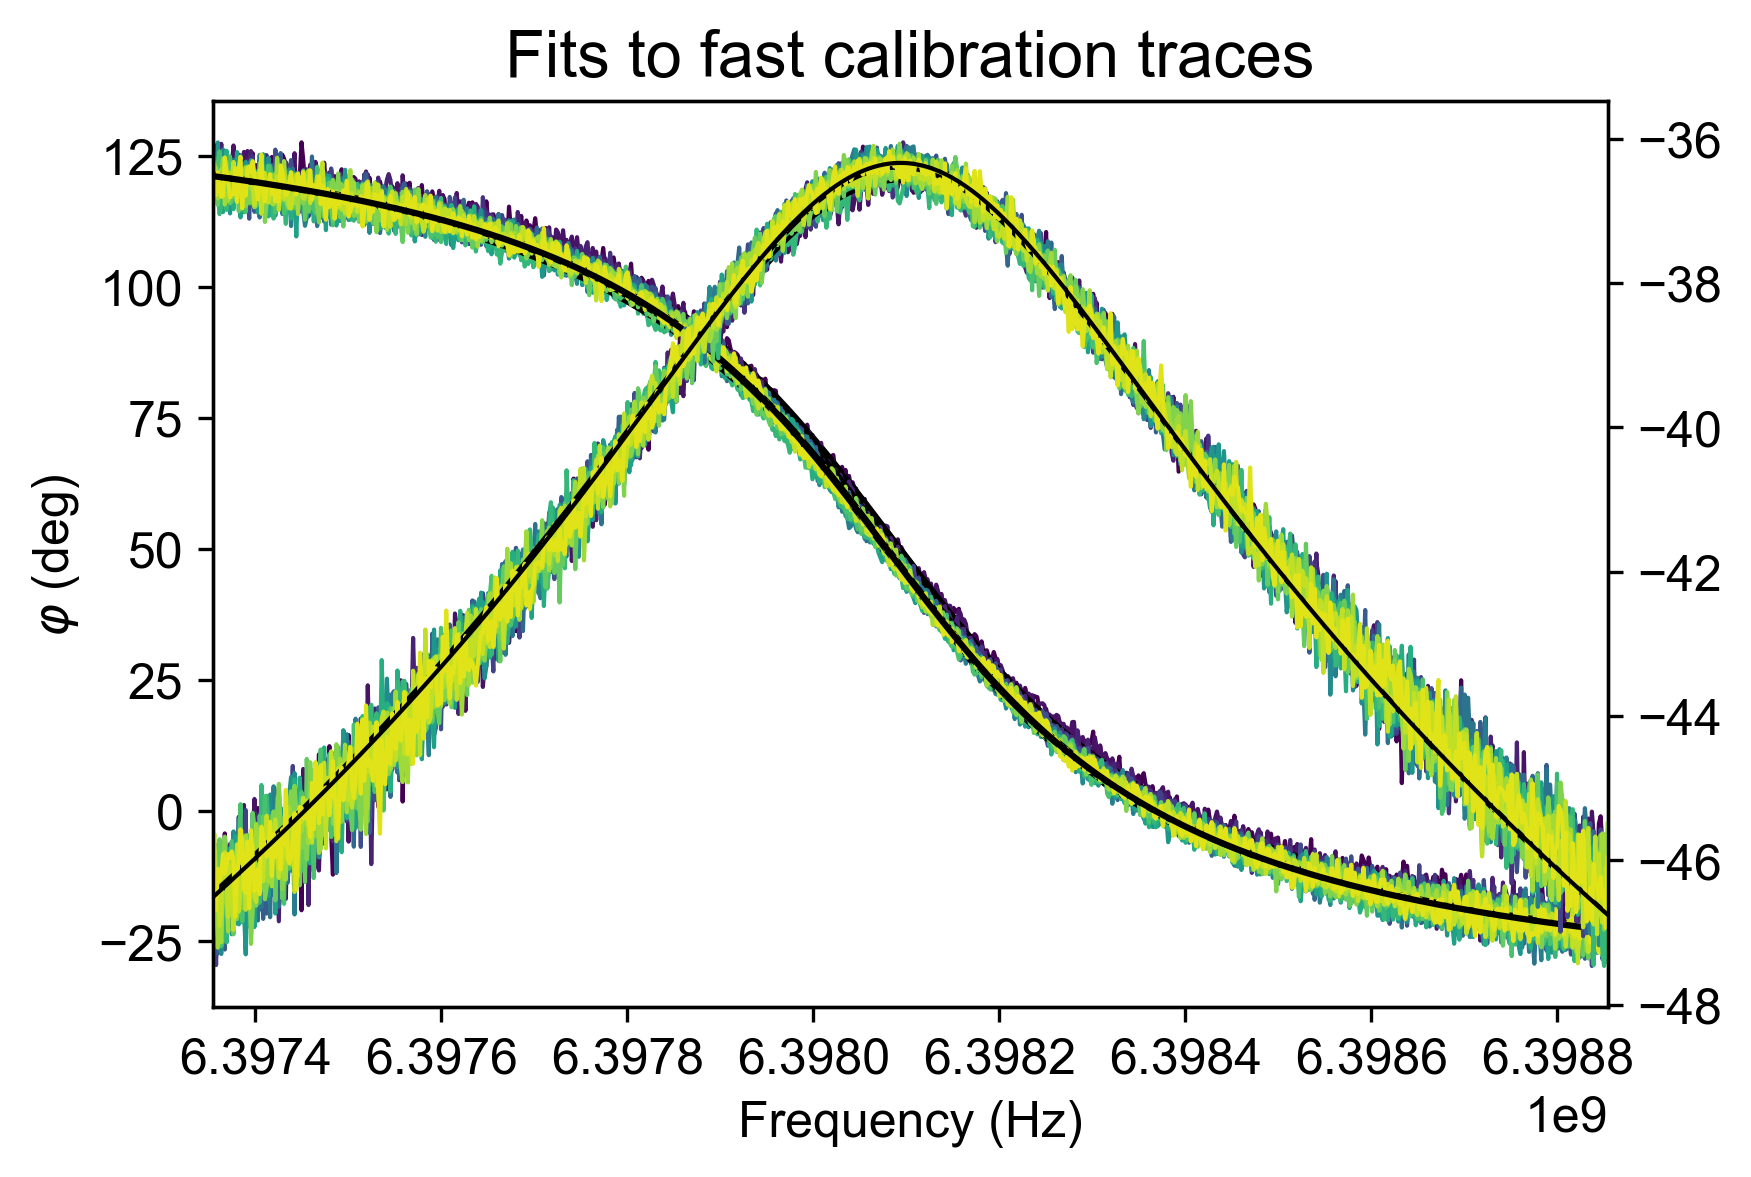 Fits to fast calibration traces
125
100
75
50
25
0
−25
φ (deg)
−36
−38
−40
−42
−44
−46
−48
6.3974 6.3976 6.3978 6.3980 6.3982 6.3984 6.3986 6.3988
1e9
Frequency (Hz)